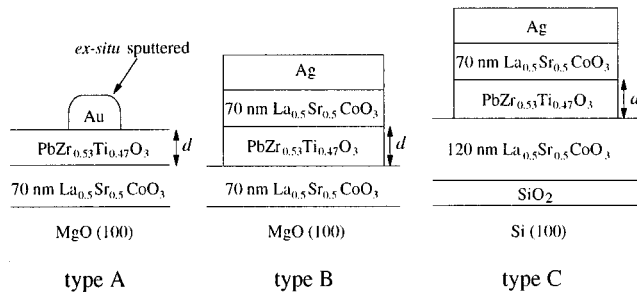 ex-situ sputtered
Au
PbZr0.53Ti0.47O3
d
70 nm La0.5Sr0.5CoO3
MgO (100)
type A
Ag
70 nm La0.5Sr0.5CoO3
PbZr0.53Ti0.47O3
d
70 nm La0.5Sr0.5CoO3
MgO (100)
type B
Ag
70 nm La0.5Sr0.5CoO3
PbZr0.53Ti0.47O3
120 nm La0.5Sr0.5CoO3
SiO2
Si (100)
type C